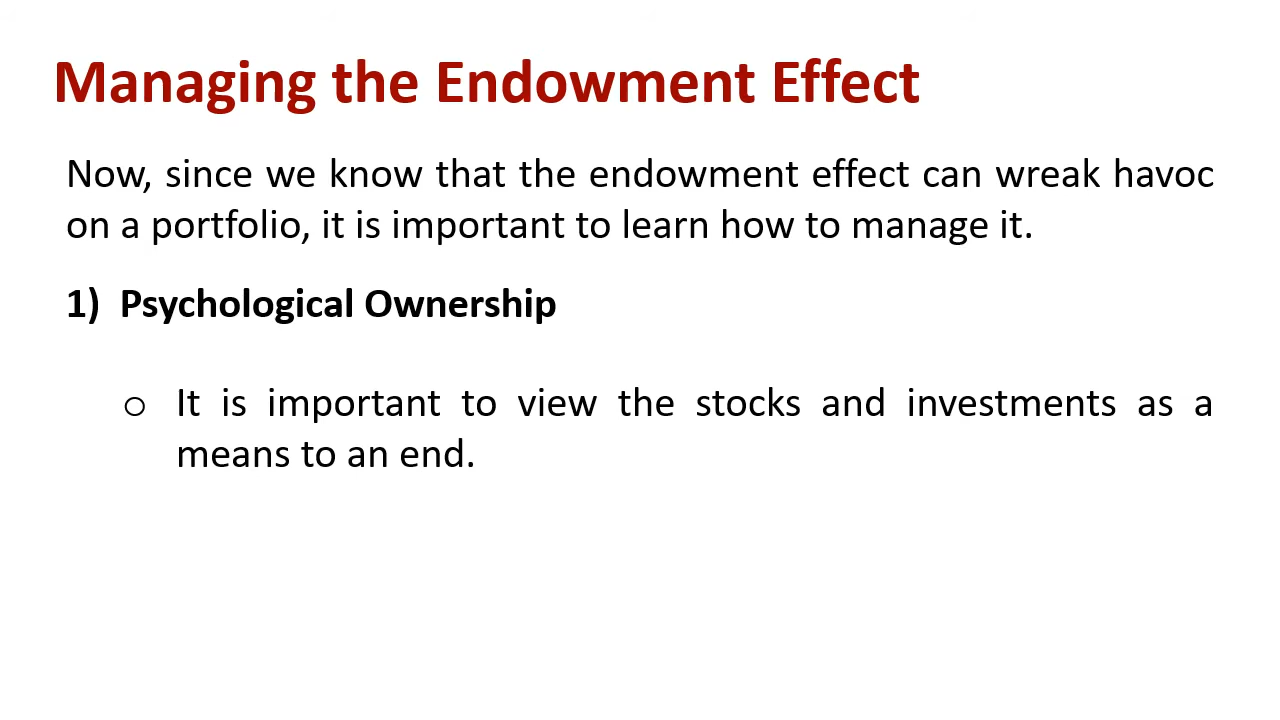 Managing the Endowment Effect
Now, since we know that the endowment effect can wreak havoc
on a portfolio, it is important to learn how to manage it.
1) Psychological Ownership
o It is important to view the stocks and investments as a
means to an end.